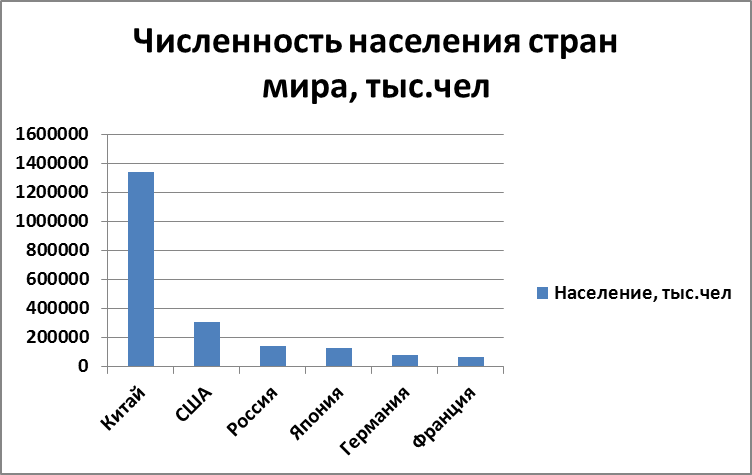 Численность населения стран
мира, тыс.чел
1600000
1400000
1200000
1000000
800000
600000
400000
200000
0
Китай
США
Россия
Япония
Германия
Франция
Население, тыс.чел